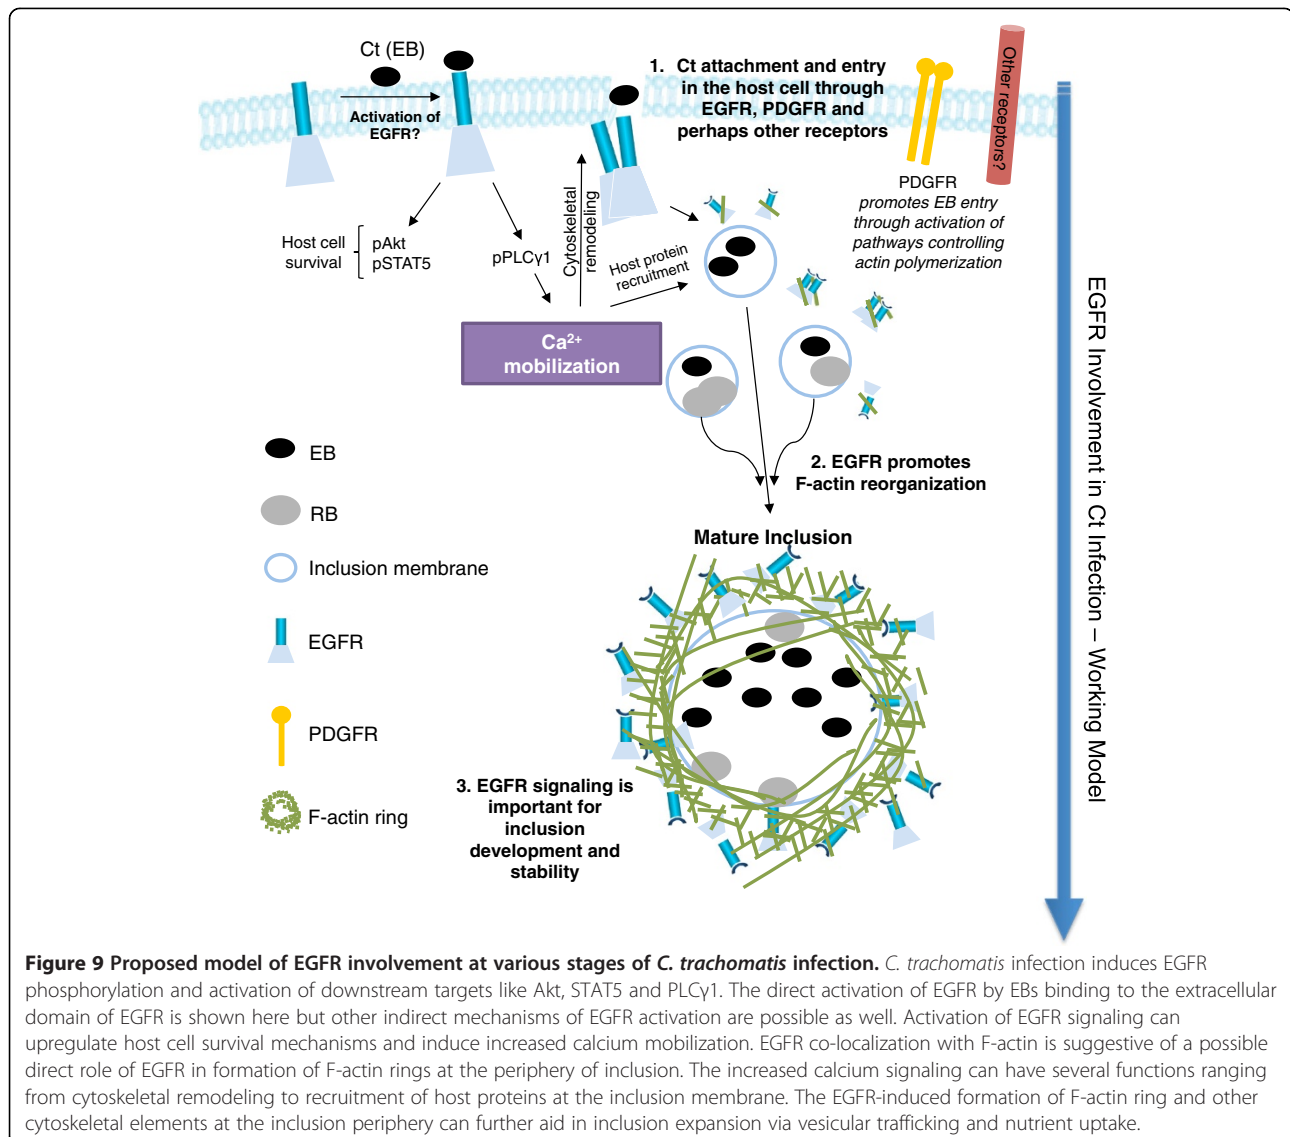 Ct (EB)
Activation of
EGFR?
1. Ct attachment and entry
in the host cell through
EGFR, PDGFR and
perhaps other receptors
Other receptors?
PDGFR
promotes EB entry
through activation of
pathways controlling
actin polymerization
Host cell
survival
pAkt
pSTAT5
pPLCγ1
Cytoskeletal
remodeling
Host protein
recruitment
Ca²⁺
mobilization
EGFR Involvement in Ct Infection – Working Model
2. EGFR promotes
F-actin reorganization
EB
RB
Inclusion membrane
EGFR
PDGFR
F-actin ring
Mature Inclusion
3. EGFR signaling is
important for
inclusion
development and
stability
Figure 9 Proposed model of EGFR involvement at various stages of C. trachomatis infection. C. trachomatis infection induces EGFR
phosphorylation and activation of downstream targets like Akt, STAT5 and PLCγ1. The direct activation of EGFR by EBs binding to the extracellular
domain of EGFR is shown here but other indirect mechanisms of EGFR activation are possible as well. Activation of EGFR signaling can
upregulate host cell survival mechanisms and induce increased calcium mobilization. EGFR co-localization with F-actin is suggestive of a possible
direct role of EGFR in formation of F-actin rings at the periphery of inclusion. The increased calcium signaling can have several functions ranging
from cytoskeletal remodeling to recruitment of host proteins at the inclusion membrane. The EGFR-induced formation of F-actin ring and other
cytoskeletal elements at the inclusion periphery can further aid in inclusion expansion via vesicular trafficking and nutrient uptake.